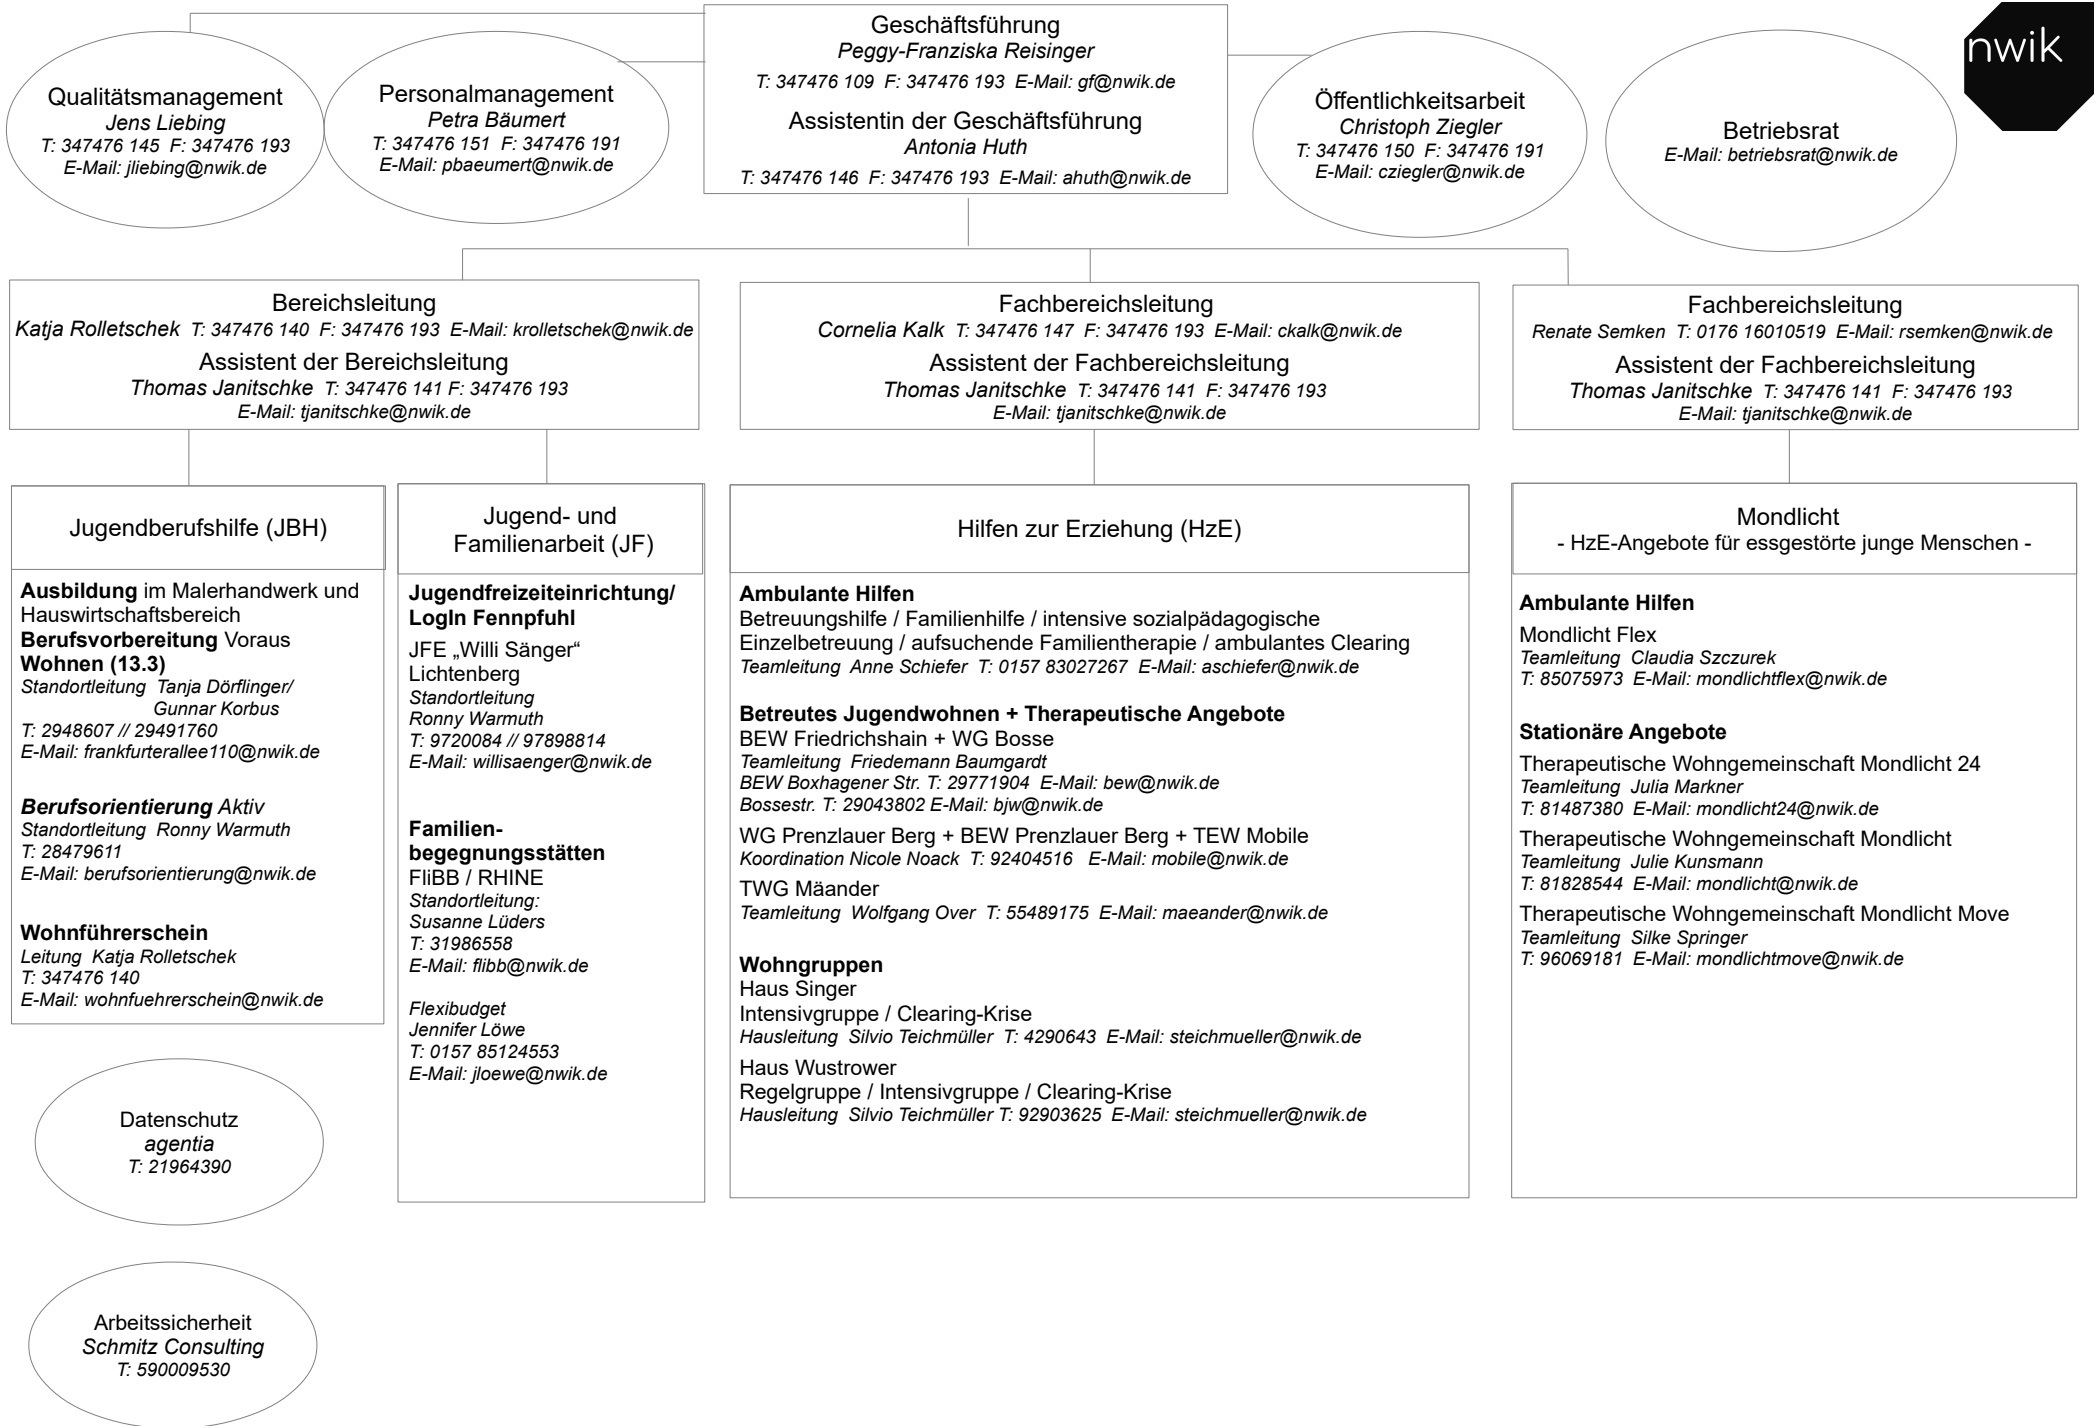 Geschäftsführung
Peggy-Franziska Reisinger
T: 347476 109 F: 347476 193 E-Mail: gf@nwik.de
Assistentin der Geschäftsführung
Antonia Huth
T: 347476 146 F: 347476 193 E-Mail: ahuth@nwik.de
Qualitätsmanagement
Jens Liebing
T: 347476 145 F: 347476 193
E-Mail: jliebing@nwik.de
Personalmanagement
Petra Bäumert
T: 347476 151 F: 347476 191
E-Mail: pbaeumert@nwik.de
Öffentlichkeitsarbeit
Christoph Ziegler
T: 347476 150 F: 347476 191
E-Mail: cziegler@nwik.de
Betriebsrat
E-Mail: betriebsrat@nwik.de
nwik
Bereichsleitung
Katja Rolletschek T: 347476 140 F: 347476 193 E-Mail: krolletschek@nwik.de
Assistent der Bereichsleitung
Thomas Janitschke T: 347476 141 F: 347476 193
E-Mail: tjanitschke@nwik.de
Fachbereichsleitung
Cornelia Kalk T: 347476 147 F: 347476 193 E-Mail: ckalk@nwik.de
Assistent der Fachbereichsleitung
Thomas Janitschke T: 347476 141 F: 347476 193
E-Mail: tjanitschke@nwik.de
Fachbereichsleitung
Renate Semken T: 0176 16010519 E-Mail: rsemken@nwik.de
Assistent der Fachbereichsleitung
Thomas Janitschke T: 347476 141 F: 347476 193
E-Mail: tjanitschke@nwik.de
Jugendberufshilfe (JBH)
Ausbildung im Malerhandwerk und
Hauswirtschaftsbereich
Berufsvorbereitung Voraus
Wohnen (13.3)
Standortleitung Tanja Dörflinger/
Gunnar Korbus
T: 2948607 // 29491760
E-Mail: frankfurterallee110@nwik.de
Berufsorientierung Aktiv
Standortleitung Ronny Warmuth
T: 28479611
E-Mail: berufsorientierung@nwik.de
Wohnführerschein
Leitung Katja Rolletschek
T: 347476 140
E-Mail: wohnfuehrerschein@nwik.de
Jugend- und
Familienarbeit (JF)
Jugendfreizeiteinrichtung/
LogIn Fennpfuhl
JFE „Willi Sänger“
Lichtenberg
Standortleitung
Ronny Warmuth
T: 9720084 // 97898814
E-Mail: willisaenger@nwik.de
Familien-
begegnungsstätten
FliBB / RHINE
Standortleitung:
Susanne Lüders
T: 31986558
E-Mail: flibb@nwik.de
Flexibudget
Jennifer Löwe
T: 0157 85124553
E-Mail: jloewe@nwik.de
Hilfen zur Erziehung (HzE)
Ambulante Hilfen
Betreuungshilfe / Familienhilfe / intensive sozialpädagogische
Einzelbetreuung / aufsuchende Familientherapie / ambulantes Clearing
Teamleitung Anne Schiefer T: 0157 83027267 E-Mail: aschiefer@nwik.de
Betreutes Jugendwohnen + Therapeutische Angebote
BEW Friedrichshain + WG Bosse
Teamleitung Friedemann Baumgardt
BEW Boxhagener Str. T: 29771904 E-Mail: bew@nwik.de
Bossestr. T: 29043802 E-Mail: bjw@nwik.de
WG Prenzlauer Berg + BEW Prenzlauer Berg + TEW Mobile
Koordination Nicole Noack T: 92404516 E-Mail: mobile@nwik.de
TWG Mäander
Teamleitung Wolfgang Over T: 55489175 E-Mail: maeander@nwik.de
Wohngruppen
Haus Singer
Intensivgruppe / Clearing-Krise
Hausleitung Silvio Teichmüller T: 4290643 E-Mail: steichmueller@nwik.de
Haus Wustrower
Regelgruppe / Intensivgruppe / Clearing-Krise
Hausleitung Silvio Teichmüller T: 92903625 E-Mail: steichmueller@nwik.de
Mondlicht
- HzE-Angebote für essgestörte junge Menschen -
Ambulante Hilfen
Mondlicht Flex
Teamleitung Claudia Szczurek
T: 85075973 E-Mail: mondlichtflex@nwik.de
Stationäre Angebote
Therapeutische Wohngemeinschaft Mondlicht 24
Teamleitung Julia Markner
T: 81487380 E-Mail: mondlicht24@nwik.de
Therapeutische Wohngemeinschaft Mondlicht
Teamleitung Julie Kunsmann
T: 81828544 E-Mail: mondlicht@nwik.de
Therapeutische Wohngemeinschaft Mondlicht Move
Teamleitung Silke Springer
T: 96069181 E-Mail: mondlichtmove@nwik.de
Datenschutz
agentia
T: 21964390
Arbeitssicherheit
Schmitz Consulting
T: 590009530